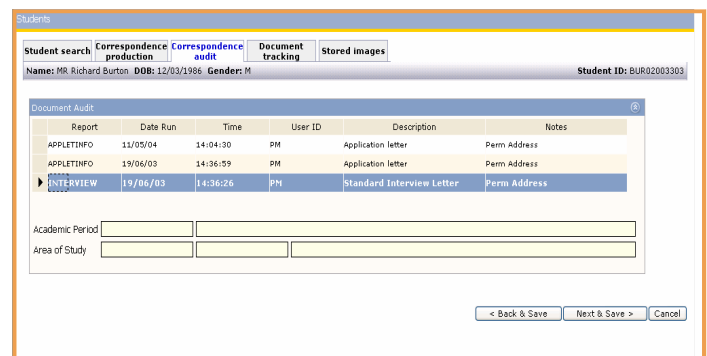 Students
Student search Correspondence production Correspondence audit Document tracking Stored images
Name: MR Richard Burton DOB: 12/03/1986 Gender: M Student ID: BUR02003303
Document Audit
Report Date Run Time User ID Description Notes
APPLETINFO 11/05/04 14:04:30 PM Application letter Perm Address
APPLETINFO 19/06/03 14:36:59 PM Application letter Perm Address
INTERVIEW 19/06/03 14:36:26 PM Standard Interview Letter Perm Address
Academic Period
Area of Study
< Back & Save Next & Save > Cancel